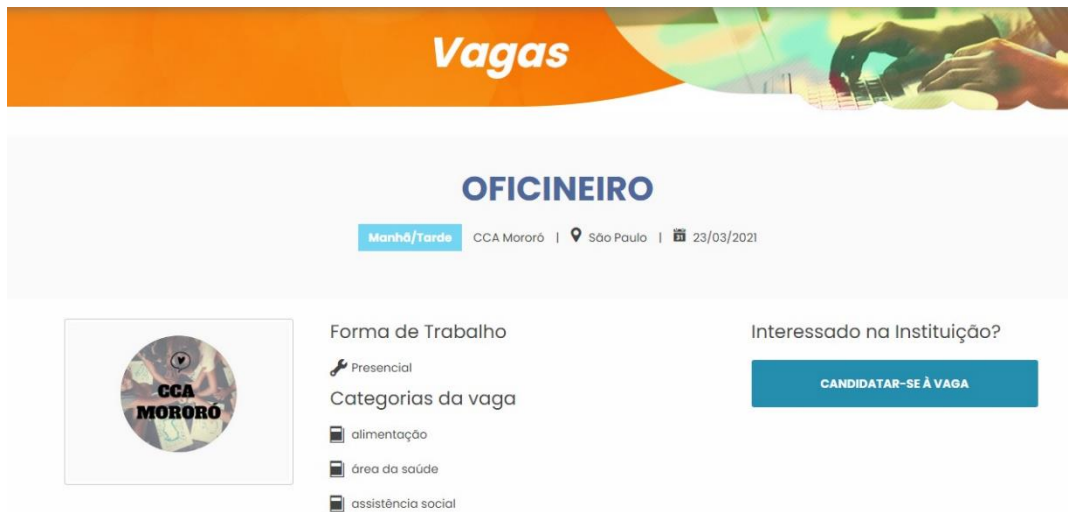 Vagas
OFICINEIRO
Manhã/Tarde CCA Mororó | São Paulo | 31 23/03/2021
CCA
MORORÓ
Forma de Trabalho
Presencial
Categorias da vaga
alimentação
área da saúde
assistência social
Interessado na Instituição?
CANDIDATAR-SE À VAGA